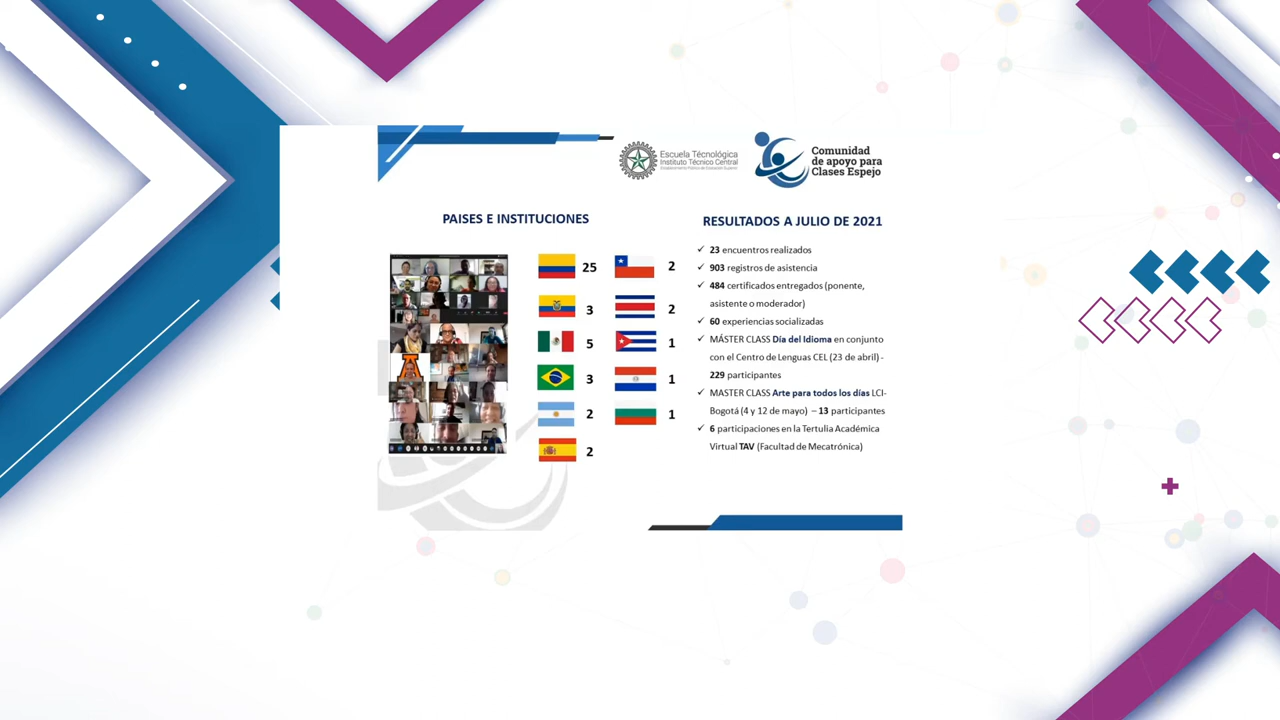 Escuela Técnológica
Instituto Técnico Central
Comunidad
de apoyo para
Clases Espejo
PAISES E INSTITUCIONES
25
2
3
2
5
1
3
1
2
1
2
RESULTADOS A JULIO DE 2021
✓ 23 encuentros realizados
✓ 903 registros de asistencia
✓ 484 certificados entregados (ponente,
asistente o moderador)
✓ 60 experiencias socializadas
✓ MÁSTER CLASS Día del Idioma en conjunto
con el Centro de Lenguas CEL (23 de abril) -
229 participantes
✓ MASTER CLASS Arte para todos los días LCI-
Bogotá (4 y 12 de mayo) – 13 participantes
✓ 6 participaciones en la Tertulia Académica
Virtual TAV (Facultad de Mecatrónica)